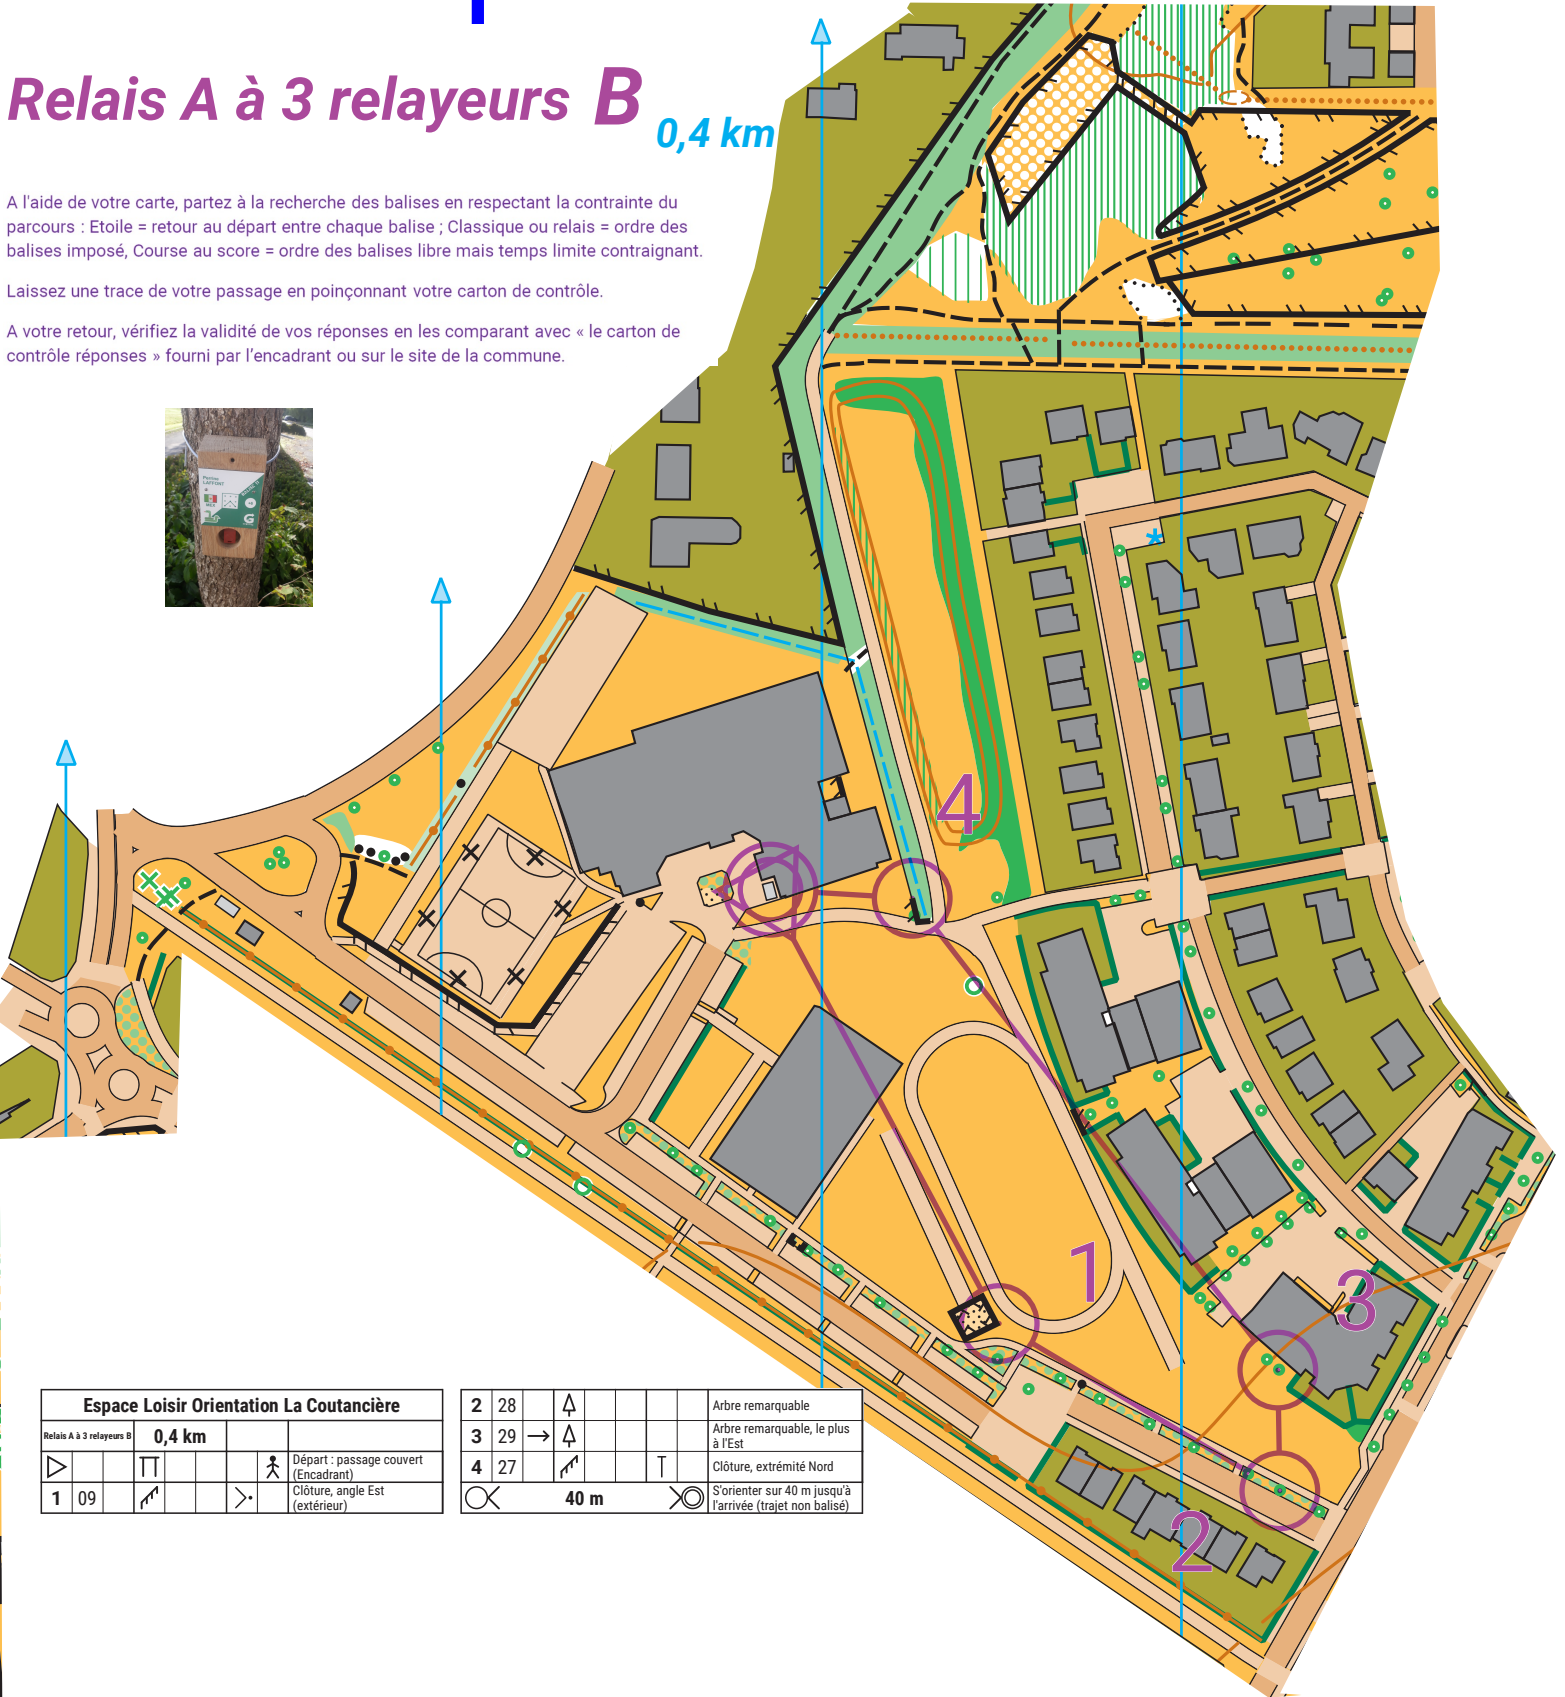 Relais A à 3 relayeurs B
0,4 km
A l'aide de votre carte, partez à la recherche des balises en respectant la contrainte du
parcours : Etoile = retour au départ entre chaque balise ; Classique ou relais = ordre des
balises imposé, Course au score = ordre des balises libre mais temps limite contraignant.
Laissez une trace de votre passage en poinçonnant votre carton de contrôle.
A votre retour, vérifiez la validité de vos réponses en les comparant avec « le carton de
contrôle réponses » fourni par l'encadrant ou sur le site de la commune.
4
1
3
2
Espace Loisir Orientation La Coutancière
Relais A à 3 relayeurs B 0,4 km
Départ : passage couvert
(Encadrant)
1 09 Clôture, angle Est
(extérieur)
2 28 Arbre remarquable
3 29 Arbre remarquable, le plus
à l'Est
4 27 Clôture, extrémité Nord
40 m S'orienter sur 40 m jusqu'à
l'arrivée (trajet non balisé)